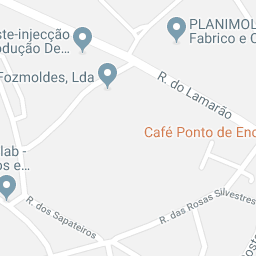 PLANIMOL
Fabrico e C
ste-injecção
odução De...
Fozmoldes, Lda
R. do Lamarão
Café Ponto de Enc
lab -
os e...
R. das Rosas Silvestres
R. dos Sapateiros